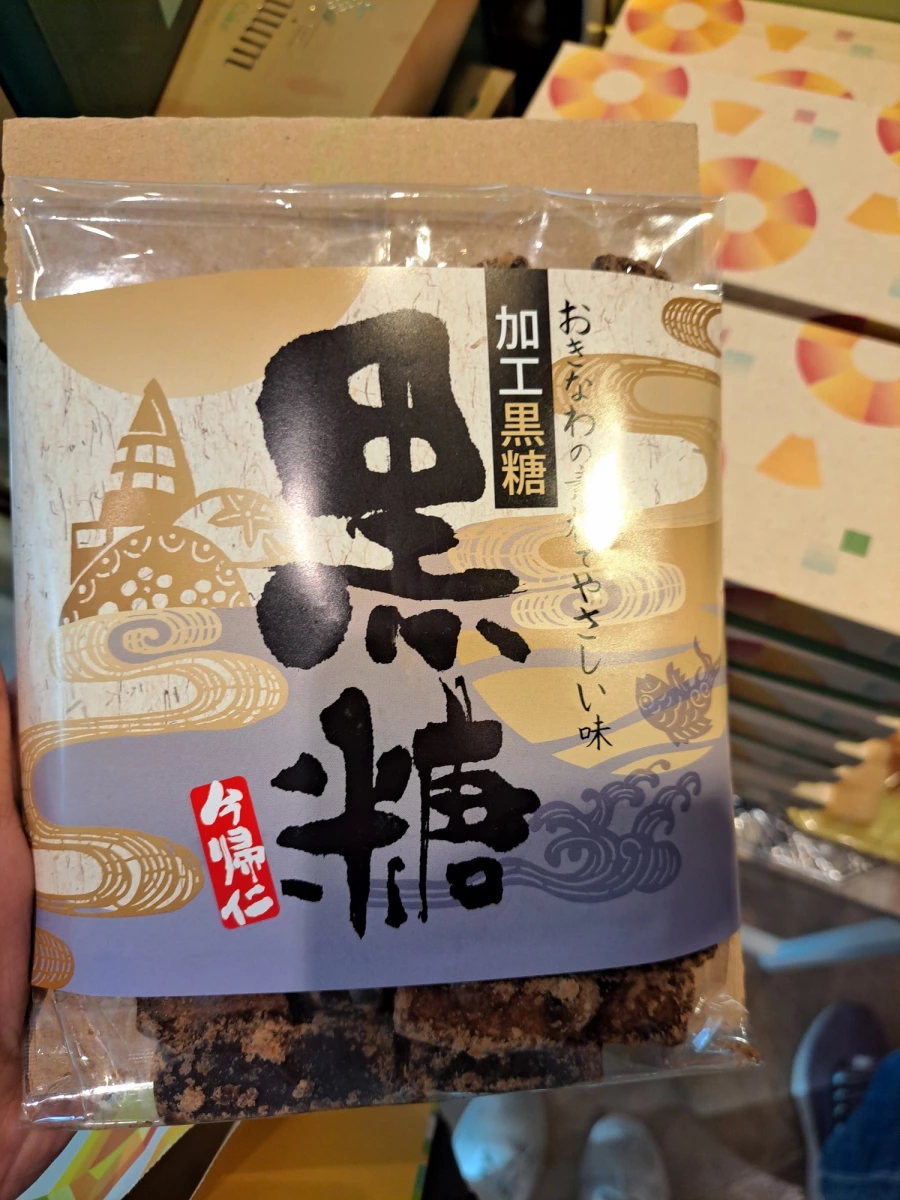 加工黒糖
おきなわの
てやさしい味
黒糖
今帰仁